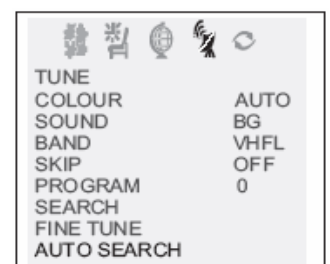 TUNE
COLOUR AUTO
SOUND BG
BAND VHFL
SKIP OFF
PROGRAM 0
SEARCH
FINE TUNE
AUTO SEARCH